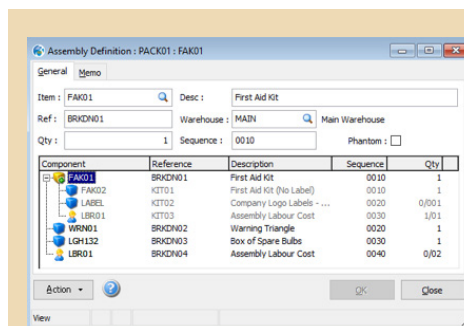 Assembly Definition : PACK01 : FAK01
General Memo
Item : FAK01 Desc : First Aid Kit
Ref : BRKDN01 Warehouse : MAIN Main Warehouse
Qty : 1 Sequence : 0010 Phantom :
Component Reference Description Sequence Qty
FAK01 BRKDN01 First Aid Kit 0010 1
FAK02 KIT01 First Aid Kit (No Label) 0010 1
LABEL KIT02 Company Logo Labels - ... 0020 0/001
LBR01 KIT03 Assembly Labour Cost 0030 1/01
WRN01 BRKDN02 Warning Triangle 0020 1
LGH132 BRKDN03 Box of Spare Bulbs 0030 1
LBR01 BRKDN04 Assembly Labour Cost 0040 0/02
Action ? OK Close
View